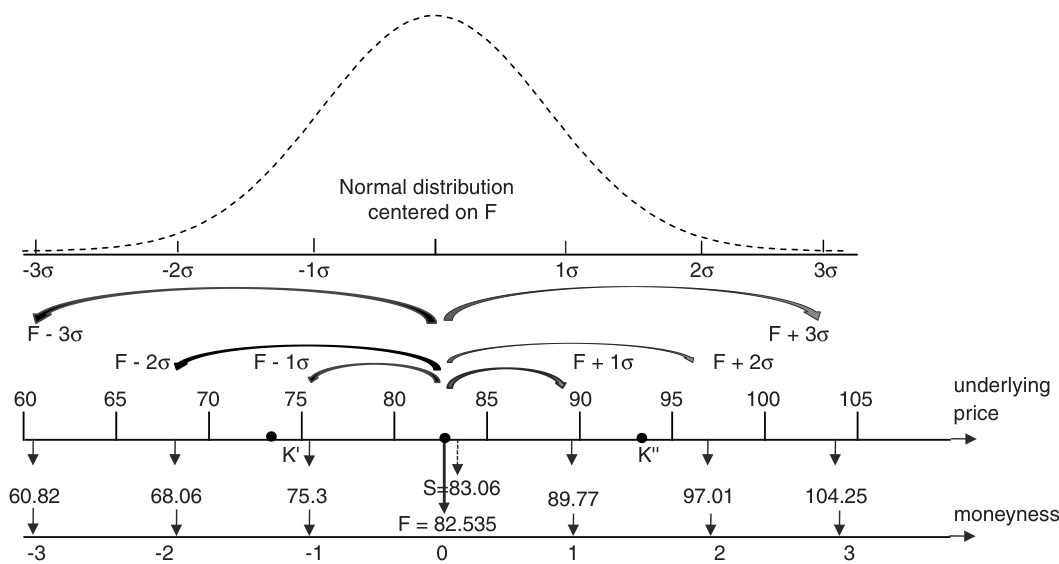 Normal distribution
centered on F
-3σ -2σ -1σ 1σ 2σ 3σ
F - 3σ F + 3σ
F - 2σ F - 1σ F + 1σ F + 2σ
60 65 70 75 80 85 90 95 100 105 underlying
price
K' K"
S=83.06
60.82 68.06 75.3 89.77 97.01 104.25
F = 82.535 moneyness
-3 -2 -1 0 1 2 3